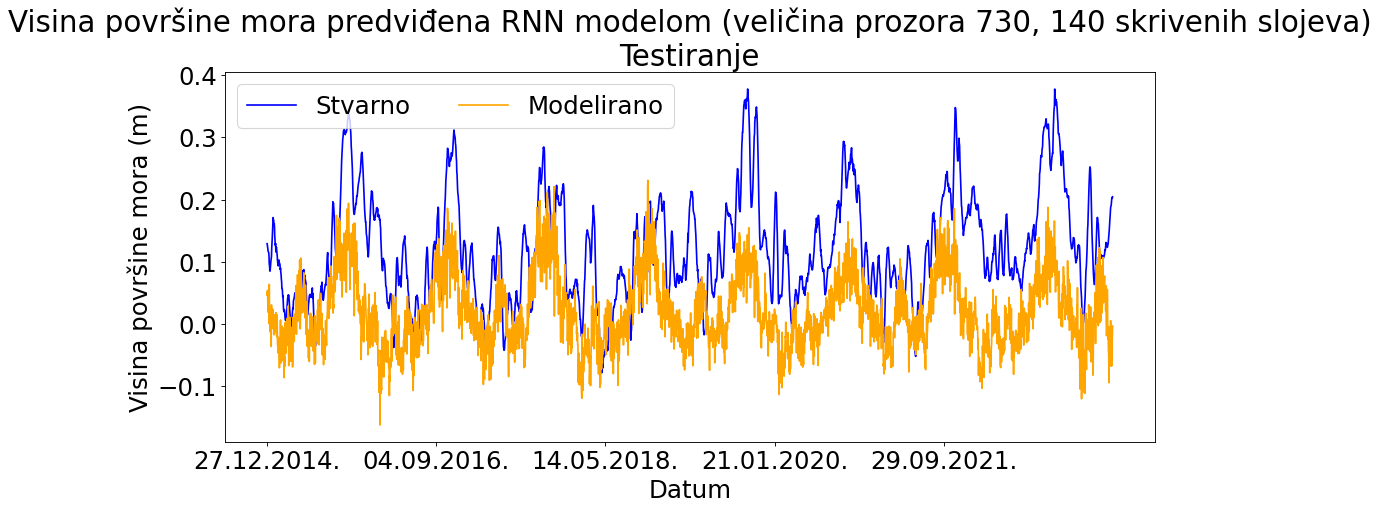 Visina površine mora predviđena RNN modelom (veličina prozora 730, 140 skrivenih slojeva)
Testiranje
Stvarno
Modelirano
Visina površine mora (m)
0.4
0.3
0.2
0.1
0.0
−0.1
27.12.2014.
04.09.2016.
14.05.2018.
21.01.2020.
29.09.2021.
Datum